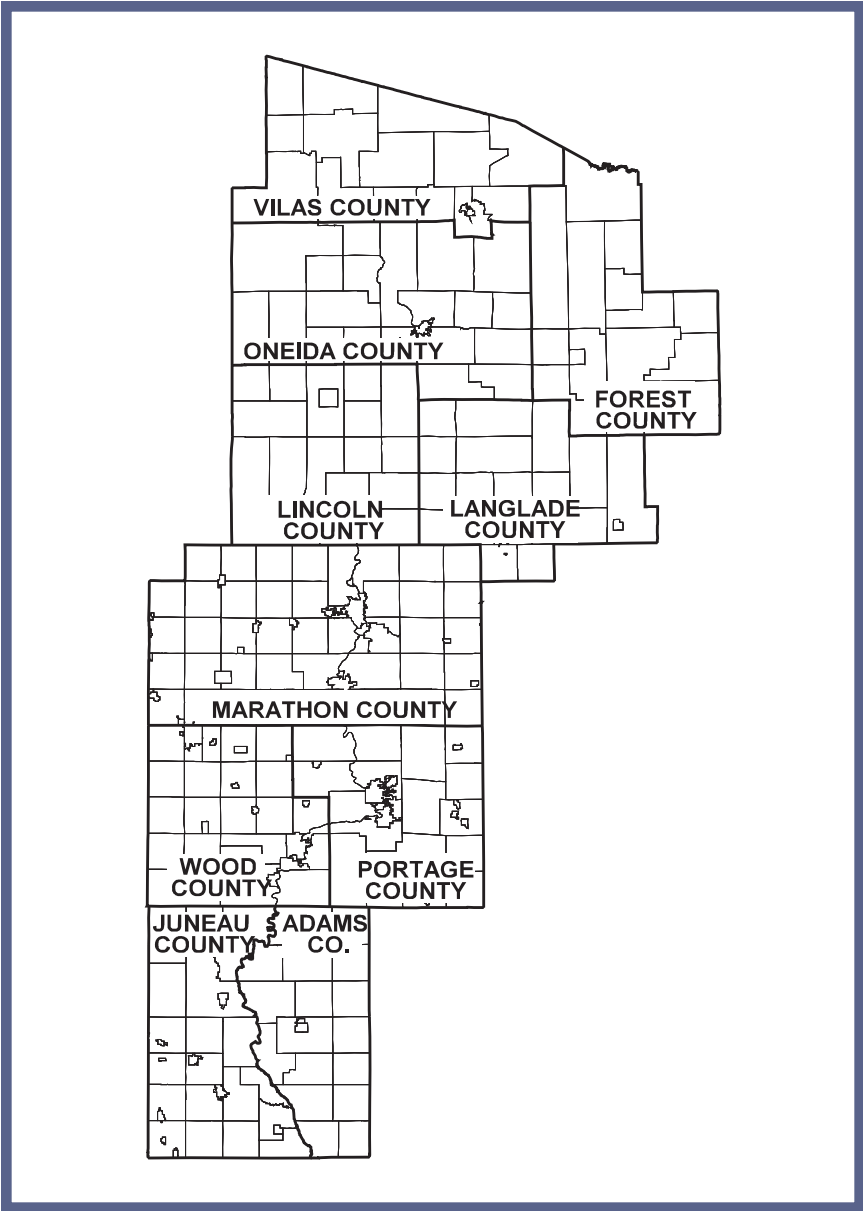 VILAS COUNTY
ONEIDA COUNTY
FOREST
COUNTY
LINCOLN
COUNTY
LANGLADE
COUNTY
MARATHON COUNTY
WOOD
COUNTY
PORTAGE
COUNTY
JUNEAU
COUNTY
ADAMS
CO.